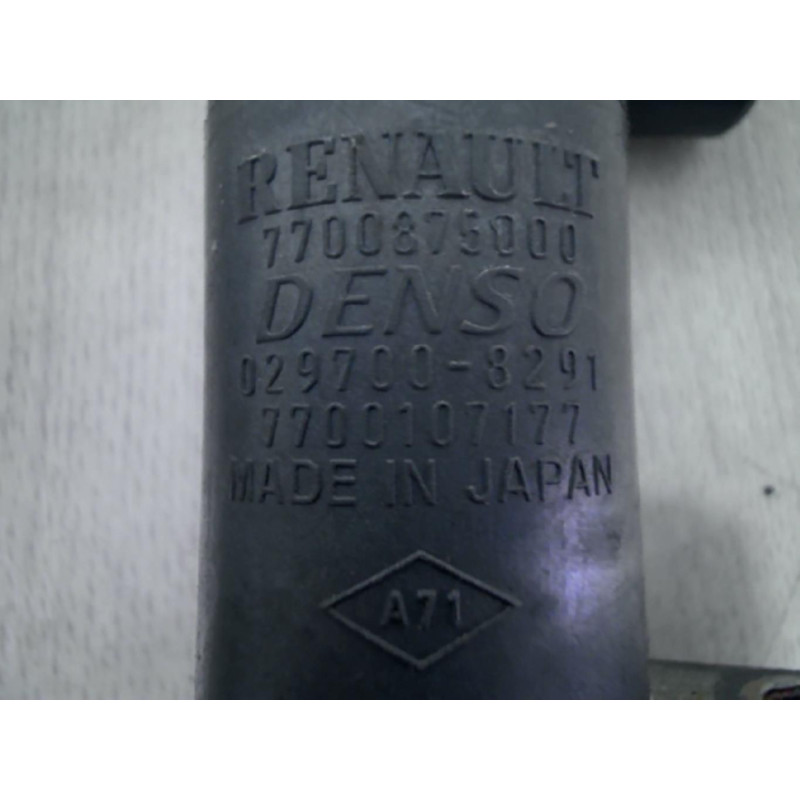 RENAULT
7700875000
DENSO
029700-8291
7700107177
MADE IN JAPAN
A71